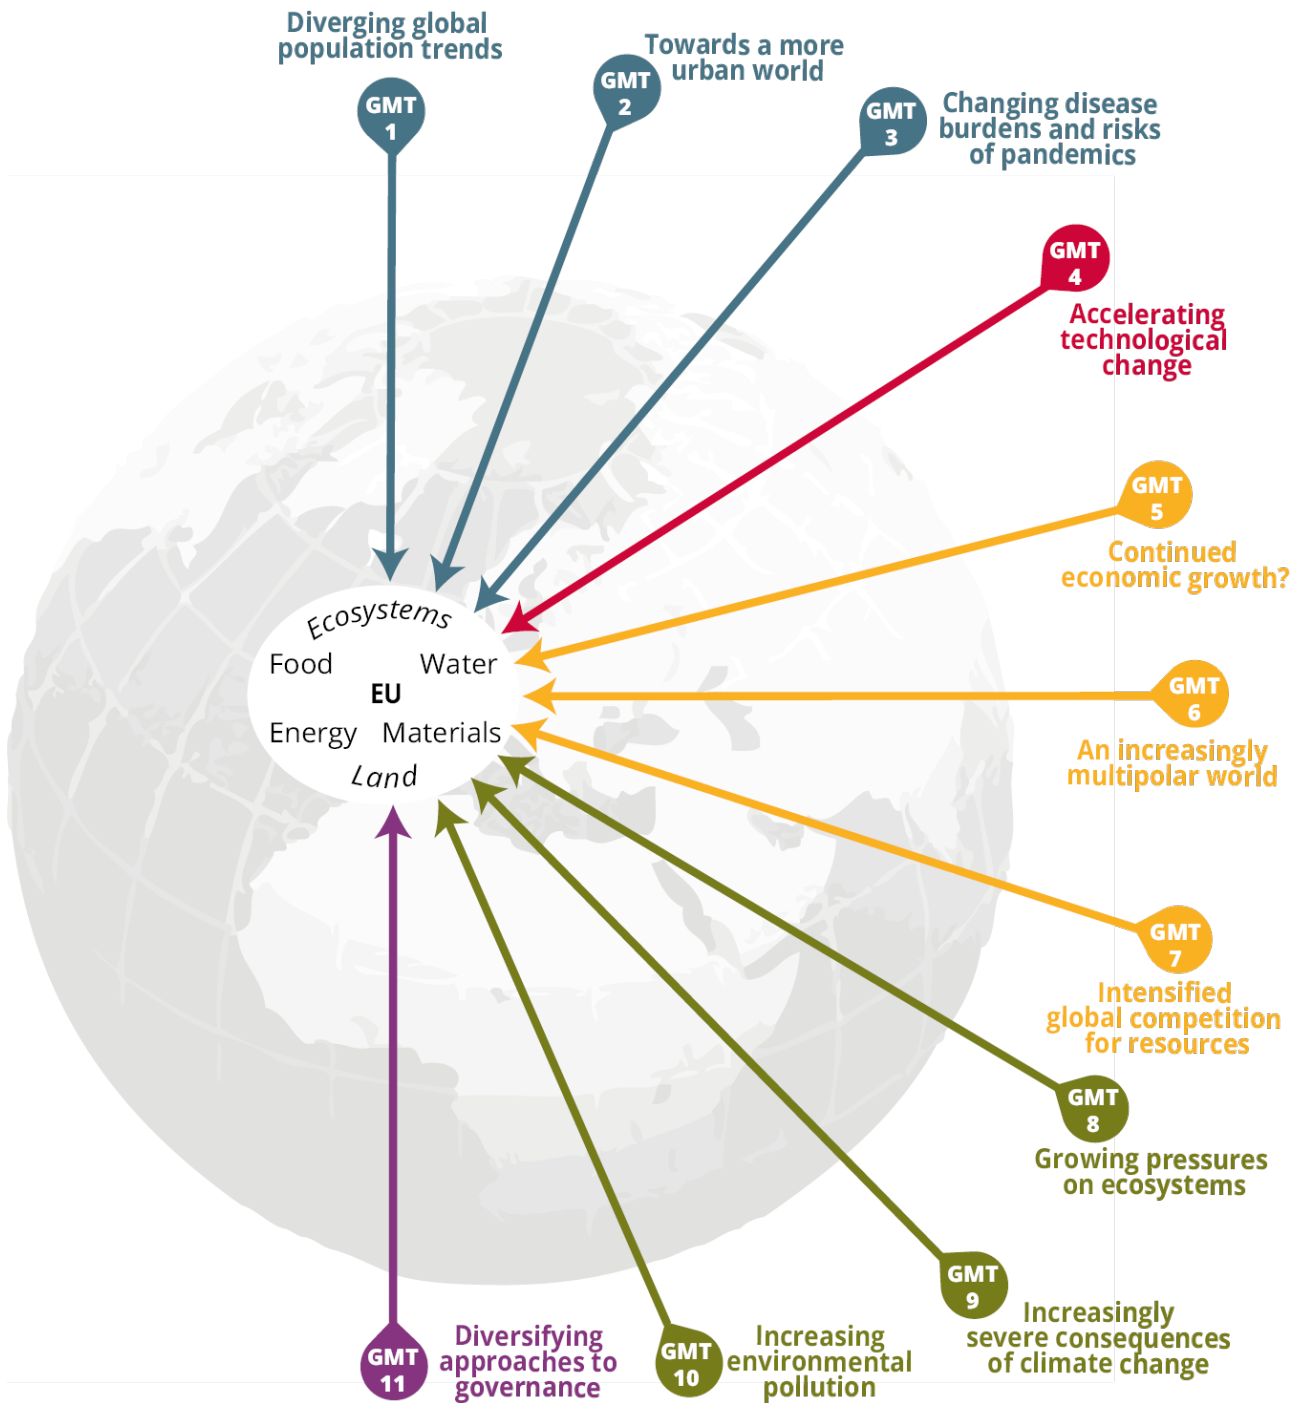 Diverging global
population trends
GMT
1
Towards a more
urban world
GMT
2
Changing disease
burdens and risks
of pandemics
GMT
3
GMT
4
Accelerating
technological
change
GMT
5
Continued
economic growth?
GMT
6
An increasingly
multipolar world
GMT
7
Intensified
global competition
for resources
GMT
8
Growing pressures
on ecosystems
GMT
9
Increasingly
severe consequences
of climate change
GMT
10
Increasing
environmental
pollution
GMT
11
Diversifying
approaches to
governance
Ecosystems
Food Water
EU
Energy Materials
Land